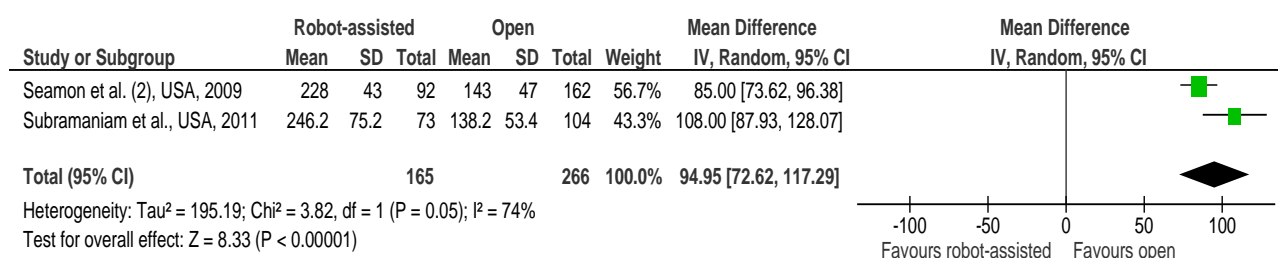 Robot-assisted Open Mean Difference Mean Difference
Study or Subgroup Mean SD Total Mean SD Total Weight IV, Random, 95% CI IV, Random, 95% CI
Seamon et al. (2), USA, 2009 228 43 92 143 47 162 56.7% 85.00 [73.62, 96.38]
Subramaniam et al., USA, 2011 246.2 75.2 73 138.2 53.4 104 43.3% 108.00 [87.93, 128.07]
Total (95% CI) 165 266 100.0% 94.95 [72.62, 117.29]
Heterogeneity: Tau² = 195.19; Chi² = 3.82, df = 1 (P = 0.05); I² = 74%
Test for overall effect: Z = 8.33 (P < 0.00001)
-100 -50 0 50 100
Favours robot-assisted Favours open